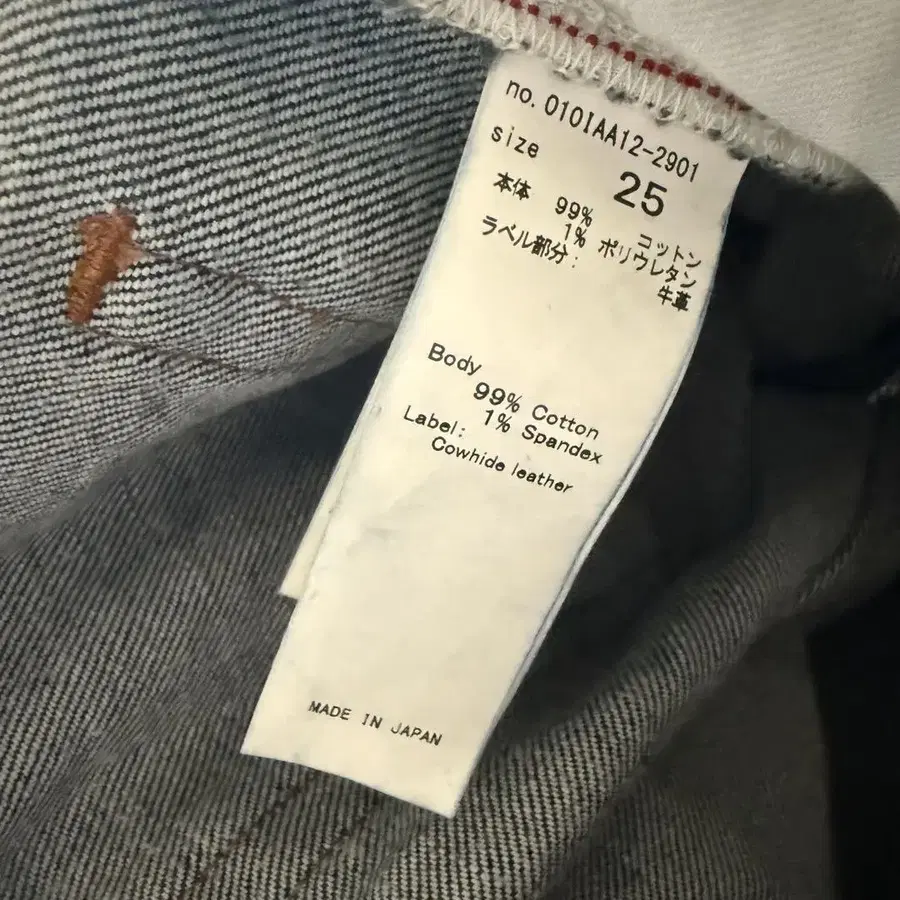 no. 0101AA12-2901
size 25
本体 99% コットン
1% ポリウレタン
ラベル部分:
牛革
Body
99% Cotton
1% Spandex
Label:
Cowhide leather
MADE IN JAPAN